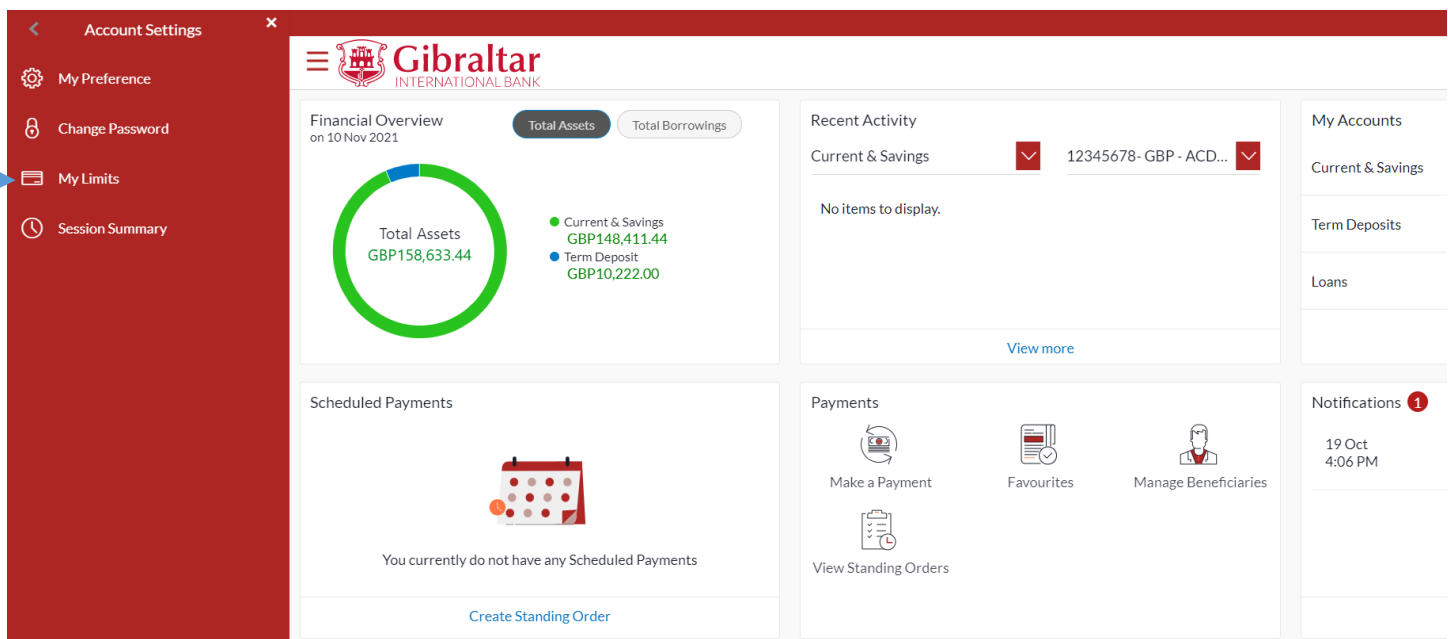 Account Settings
×
My Preference
Change Password
My Limits
Session Summary
Gibraltar
INTERNATIONAL BANK
Financial Overview
on 10 Nov 2021
Total Assets
Total Borrowings
Total Assets
GBP158,633.44
Current & Savings
GBP148,411.44
Term Deposit
GBP10,222.00
Recent Activity
Current & Savings
12345678- GBP - ACD...
No items to display.
View more
My Accounts
Current & Savings
Term Deposits
Loans
Scheduled Payments
You currently do not have any Scheduled Payments
Create Standing Order
Payments
Make a Payment
Favourites
Manage Beneficiaries
View Standing Orders
Notifications 1
19 Oct
4:06 PM